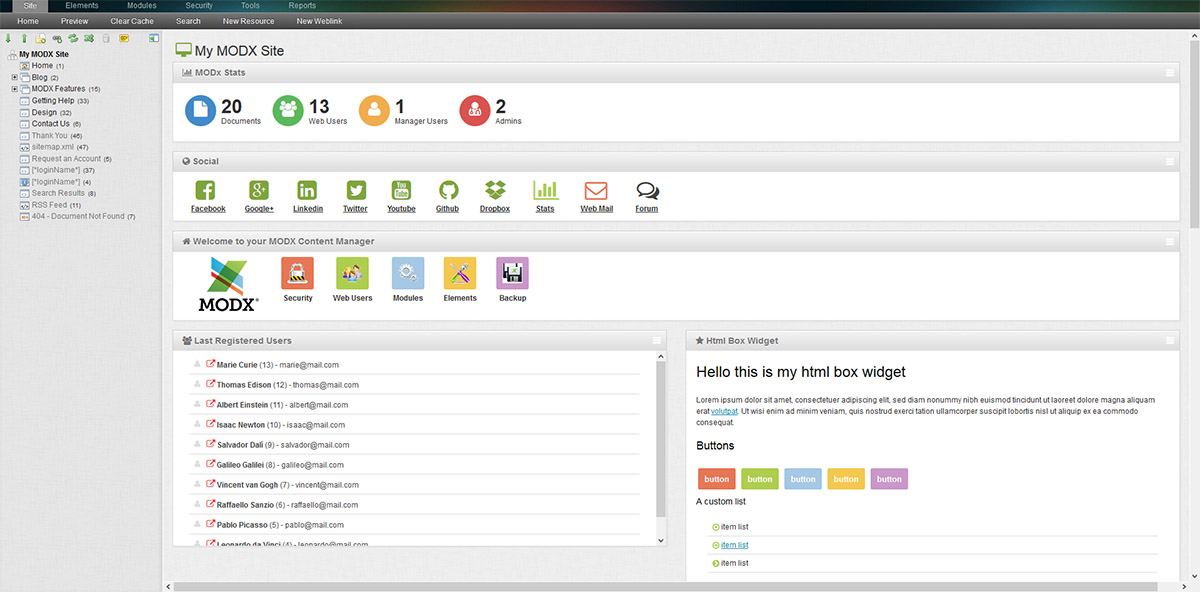 Site Elements Modules Security Tools Reports
Home Preview Clear Cache Search New Resource New Weblink
My MODX Site
Home (1)
Blog (2)
MODX Features (15)
Getting Help (33)
Design (32)
Contact Us (6)
Thank You (46)
sitemap.xml (47)
Request an Account (5)
[*loginName*] (37)
[*loginName*] (4)
Search Results (8)
RSS Feed (11)
404 - Document Not Found (7)
My MODX Site
MODx Stats
20 Documents
13 Web Users
1 Manager Users
2 Admins
Social
Facebook Google+ Linkedin Twitter Youtube Github Dropbox Stats Web Mail Forum
Welcome to your MODX Content Manager
MODX
Security Web Users Modules Elements Backup
Last Registered Users
Marie Curie (13) - marie@mail.com
Thomas Edison (12) - thomas@mail.com
Albert Einstein (11) - albert@mail.com
Isaac Newton (10) - isaac@mail.com
Salvador Dalì (9) - salvador@mail.com
Galileo Galilei (8) - galileo@mail.com
Vincent van Gogh (7) - vincent@mail.com
Raffaello Sanzio (6) - raffaello@mail.com
Pablo Picasso (5) - pablo@mail.com
Leonardo da Vinci (4) - leonardo@mail.com
Html Box Widget
Hello this is my html box widget
Lorem ipsum dolor sit amet, consectetuer adipiscing elit, sed diam nonummy nibh euismod tincidunt ut laoreet dolore magna aliquam
erat volutpat. Ut wisi enim ad minim veniam, quis nostrud exerci tation ullamcorper suscipit lobortis nisl ut aliquip ex ea commodo
consequat.
Buttons
button button button button button
A custom list
item list
item list
item list